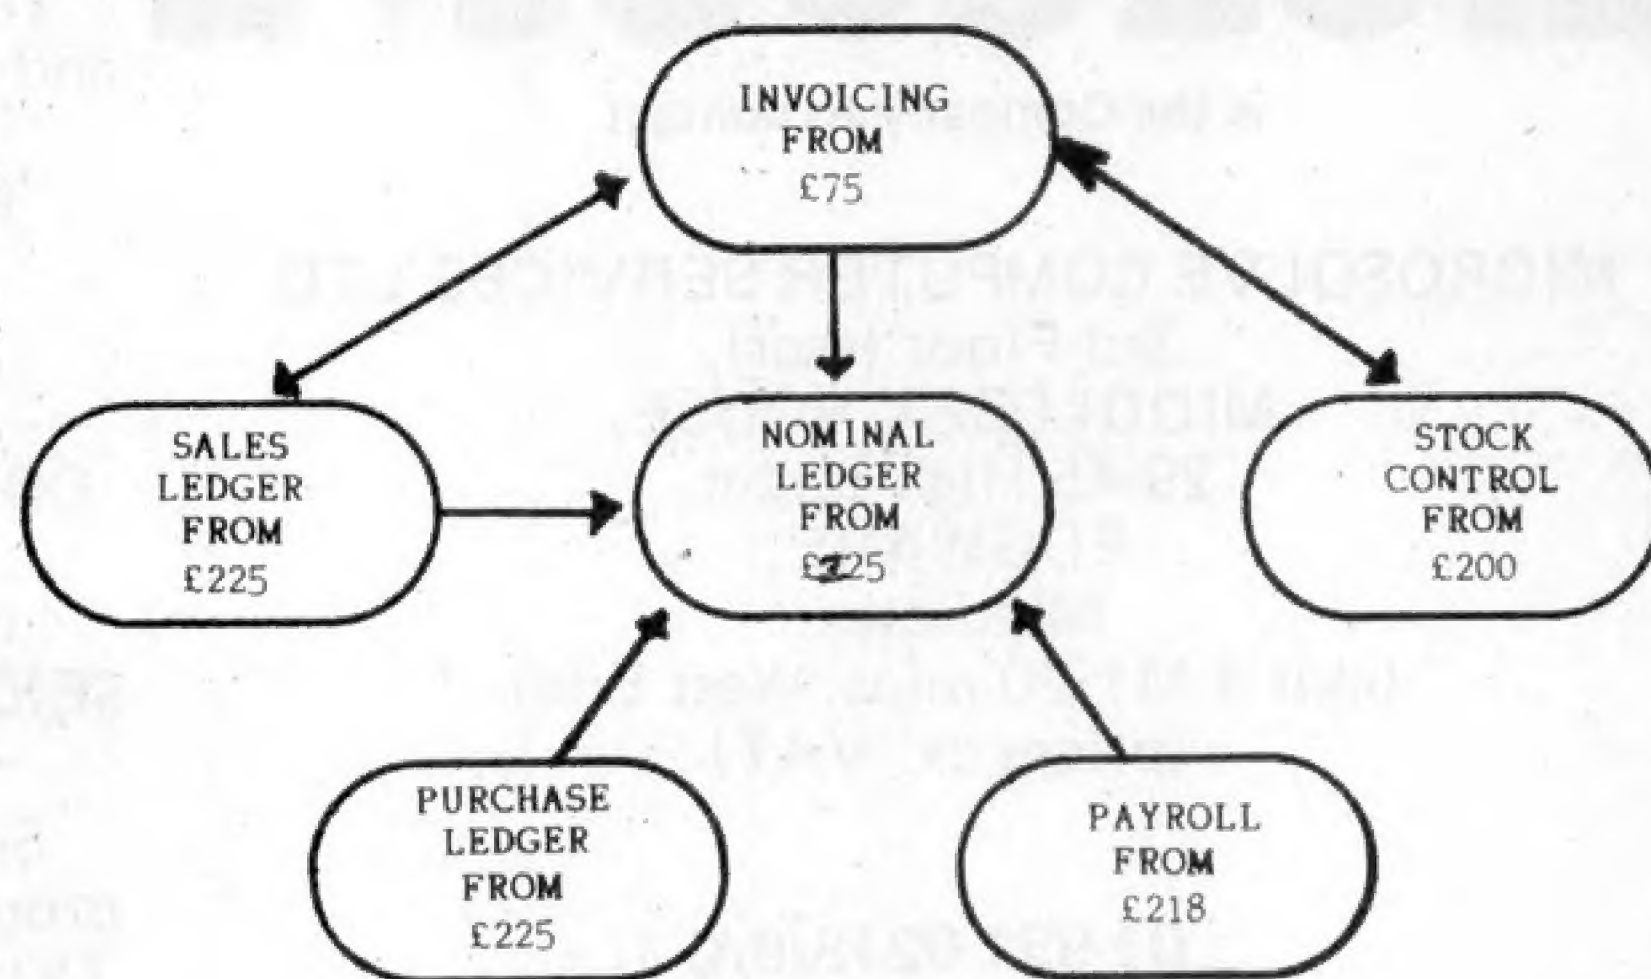 INVOICING
FROM
£75
SALES
LEDGER
FROM
£225
NOMINAL
LEDGER
FROM
STOCK
CONTROL
FROM
£200
PURCHASE
LEDGER
FROM
£225
PAYROLL
FROM
£218